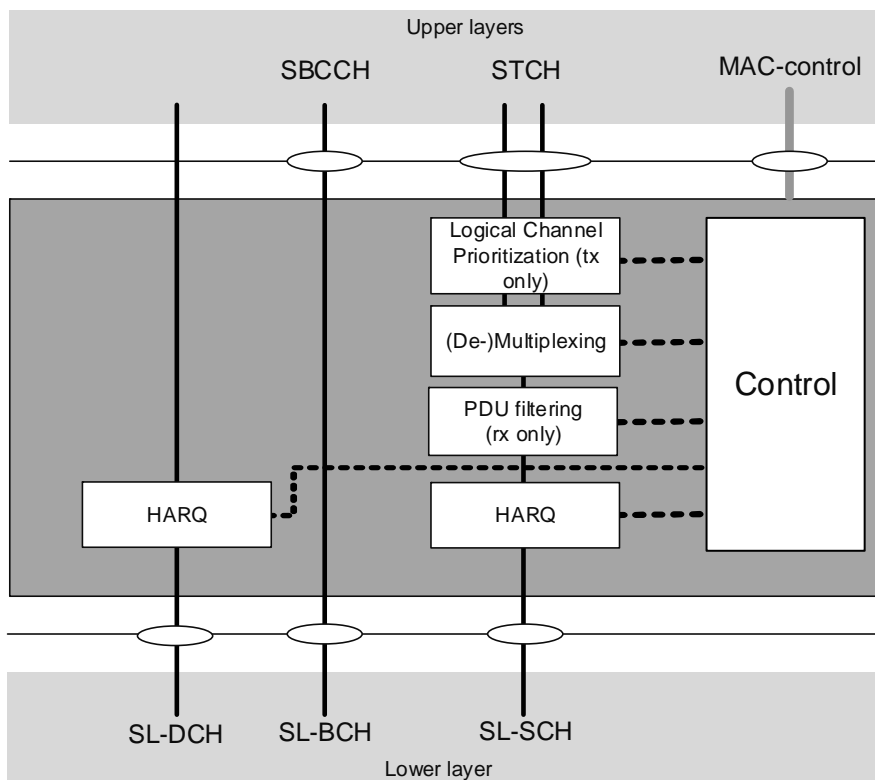 Upper layers
SBCCH
STCH
MAC-control
Logical Channel
Prioritization (tx
only)
(De-)Multiplexing
Control
PDU filtering
(rx only)
HARQ
HARQ
SL-DCH
SL-BCH
SL-SCH
Lower layer